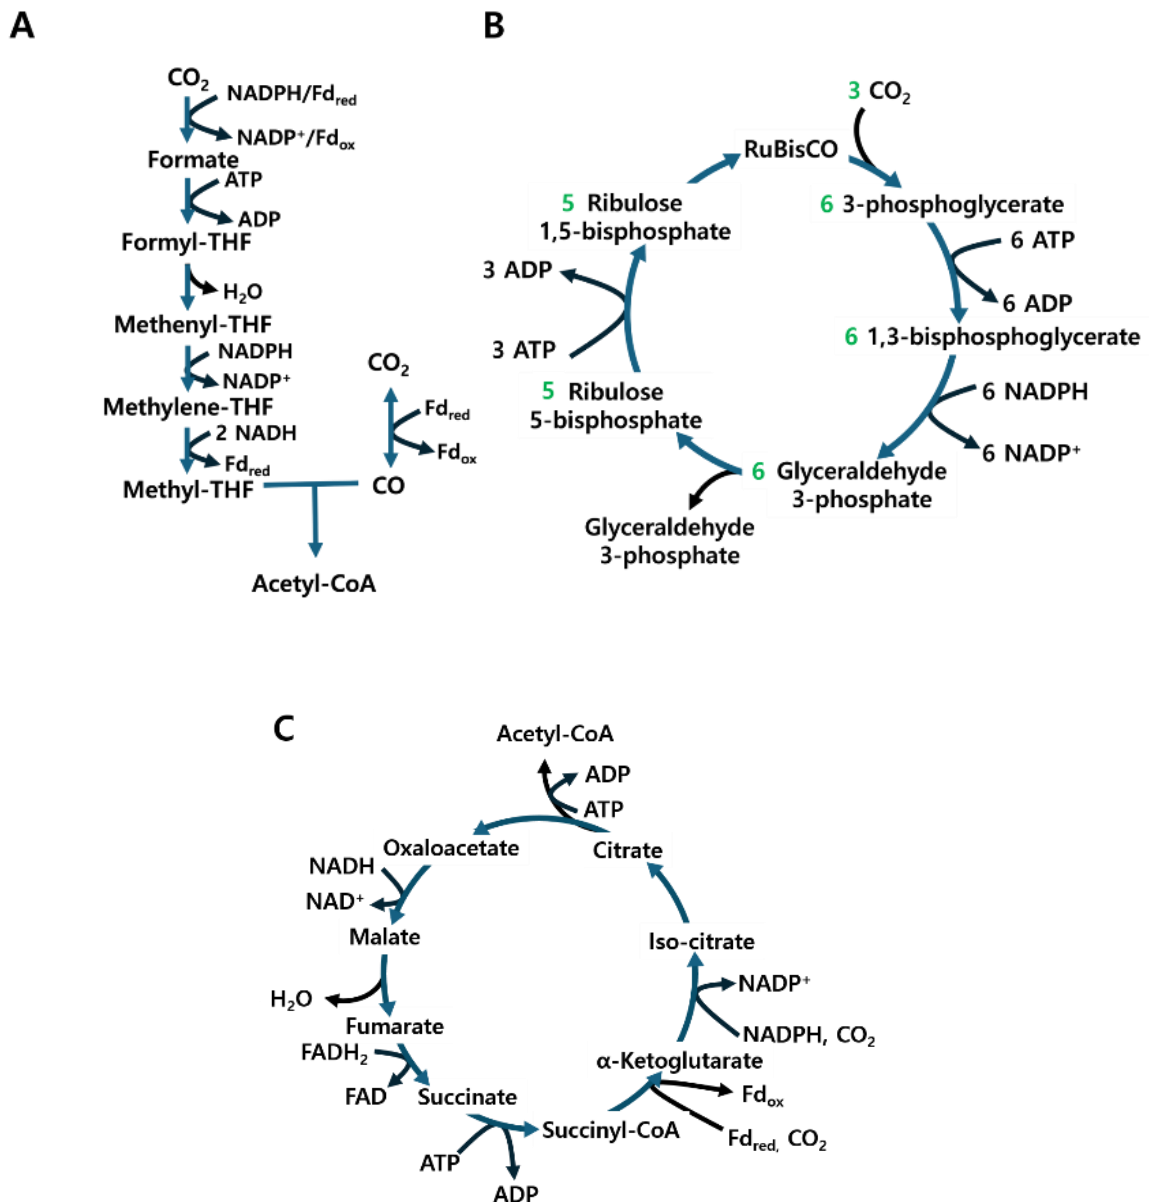 A
CO2
NADPH/Fdred
NADP+/Fdox
Formate
ATP
ADP
Formyl-THF
H2O
Methenyl-THF
NADPH
NADP+
Methylene-THF
2 NADH
Fdred
Methyl-THF
CO2
Fdred
Fdox
CO
Acetyl-CoA
B
3 CO2
RuBisCO
6 3-phosphoglycerate
6 ATP
6 ADP
6 1,3-bisphosphoglycerate
6 NADPH
6 NADP+
6 Glyceraldehyde
3-phosphate
Glyceraldehyde
3-phosphate
5 Ribulose
5-bisphosphate
3 ATP
3 ADP
5 Ribulose
1,5-bisphosphate
C
Acetyl-CoA
ADP
ATP
Oxaloacetate
Citrate
NADH
NAD+
Malate
H2O
Fumarate
FADH2
FAD
Succinate
ATP
ADP
Succinyl-CoA
Fdox
Fdred, CO2
α-Ketoglutarate
NADPH, CO2
NADP+
Iso-citrate